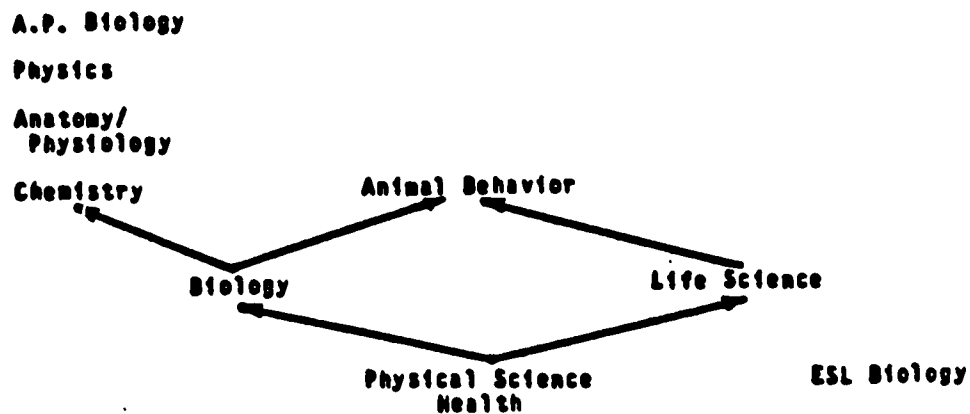 A.P. Biology
Physics
Anatomy/
Physiology
Chemistry
Animal Behavior
Biology
Life Science
Physical Science
Health
ESL Biology